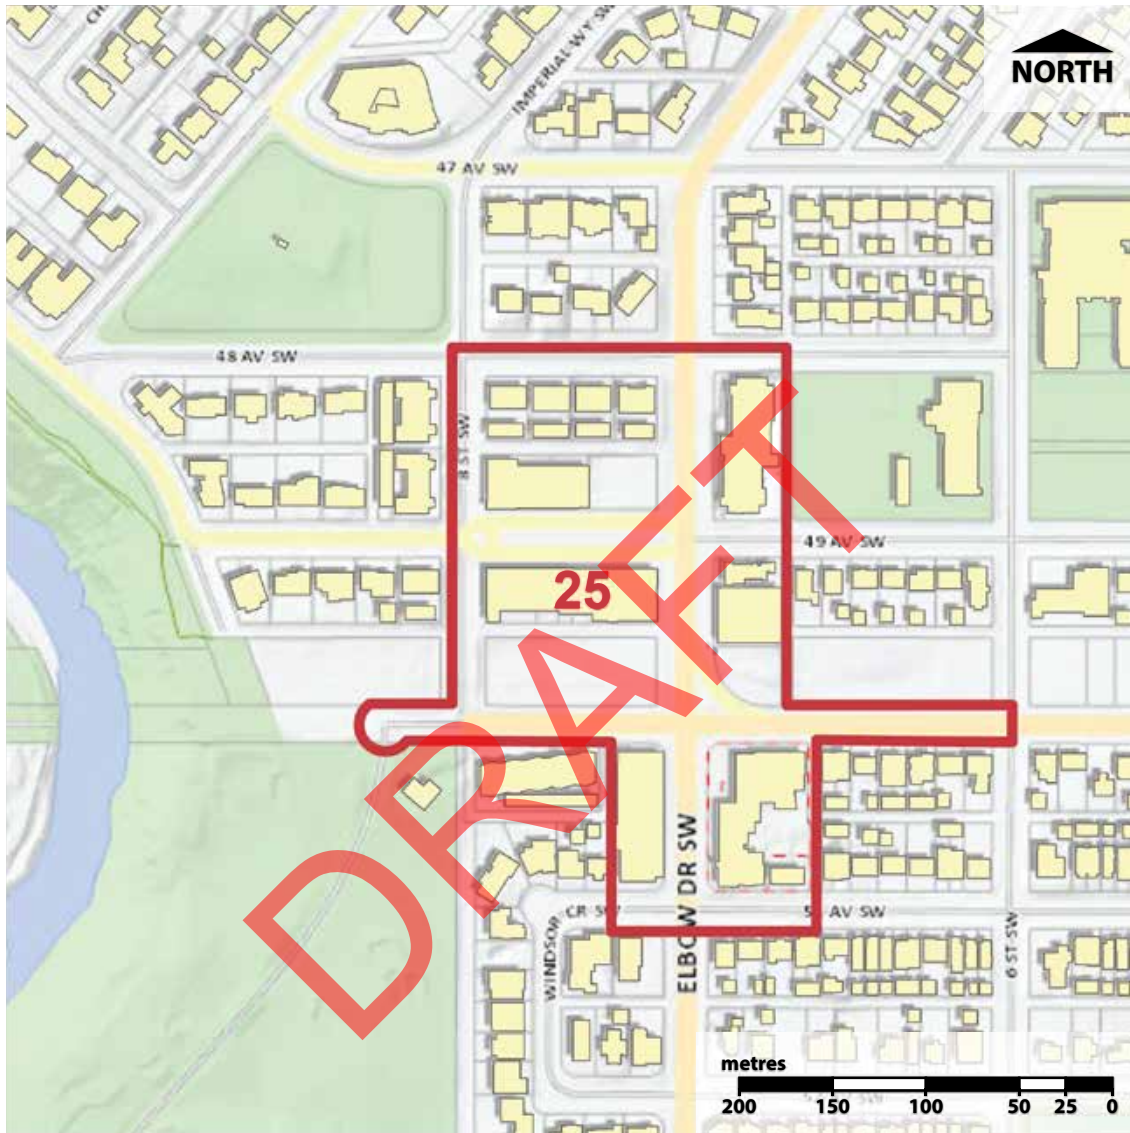 IMPERIAL WY SW
NORTH
47 AV SW
48 AV SW
8 ST SW
49 AV SW
25
DRAFT
ELBOW DR SW
CR SW
AV SW
WINDSOR
6 ST SW
metres
200 150 100 50 25 0